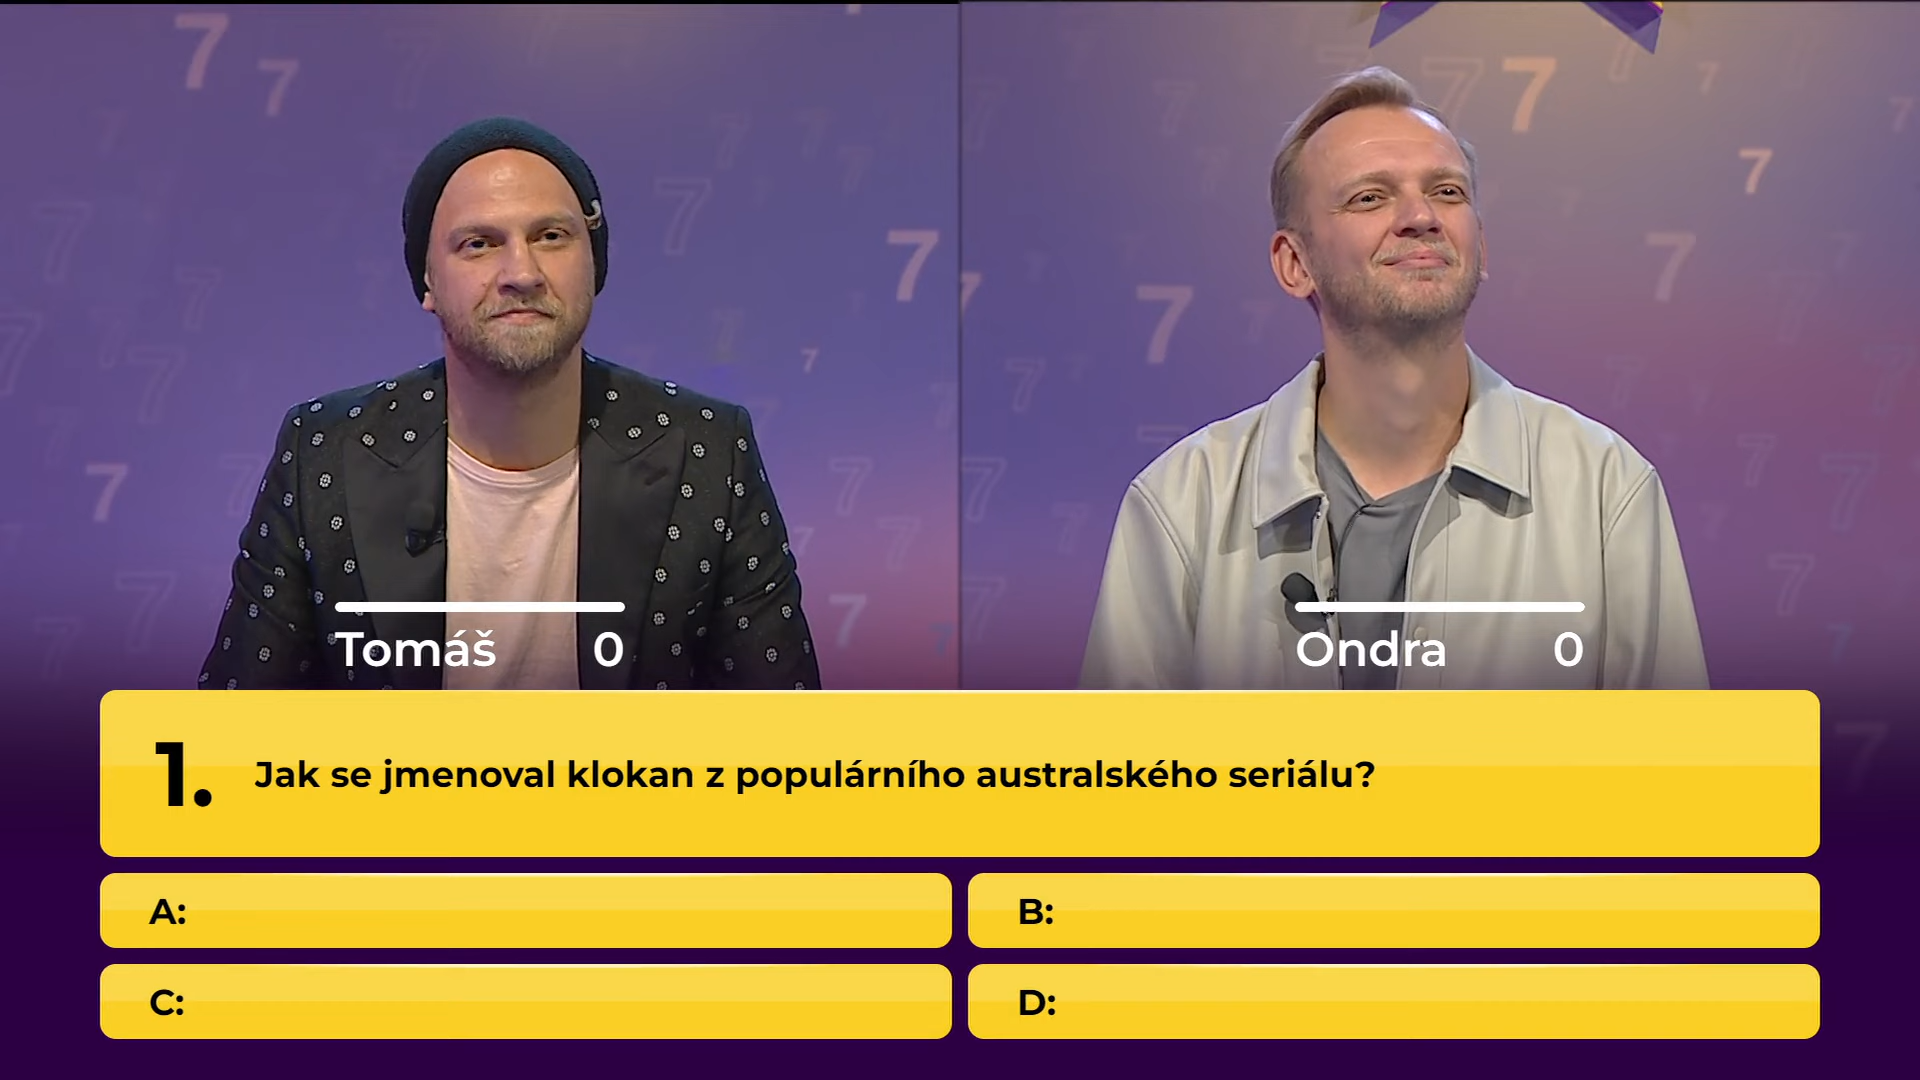 Tomáš 0
Ondra 0
1. Jak se jmenoval klokan z populárního australského seriálu?
A:
B:
C:
D: